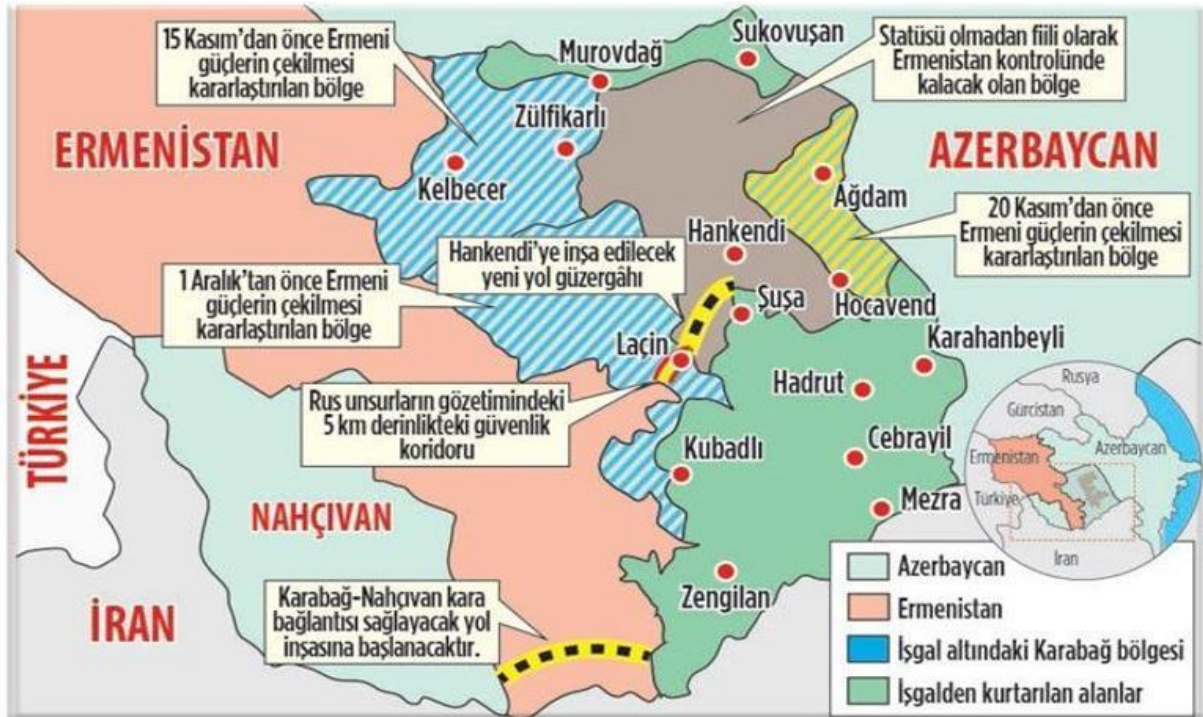 15 Kasım'dan önce Ermeni
güçlerin çekilmesi
kararlaştırılan bölge
Murovdağ
Sukovuşan
Statüsü olmadan fiili olarak
Ermenistan kontrolünde
kalacak olan bölge
ERMENİSTAN
Zülfikarlı
Kelbecer
AZERBAYCAN
Ağdam
20 Kasım'dan önce
Ermeni güçlerin çekilmesi
kararlaştırılan bölge
Hankendi
Hankendi'ye inşa edilecek
yeni yol güzergâhı
1 Aralık'tan önce Ermeni
güçlerin çekilmesi
kararlaştırılan bölge
Şuşa
Hocavend
Laçin
Karahanbeyli
Hadrut
TÜRKİYE
Rus unsurların gözetimindeki
5 km derinlikteki güvenlik
koridoru
Kubadlı
Cebrayil
Mezra
NAHÇIVAN
Zengilan
İRAN
Karabağ-Nahçıvan kara
bağlantısı sağlayacak yol
inşasına başlanacaktır.
Rusya
Gürcistan
Azerbaycan
Ermenistan
Türkiye
İran
Azerbaycan
Ermenistan
İşgal altındaki Karabağ bölgesi
İşgalden kurtarılan alanlar